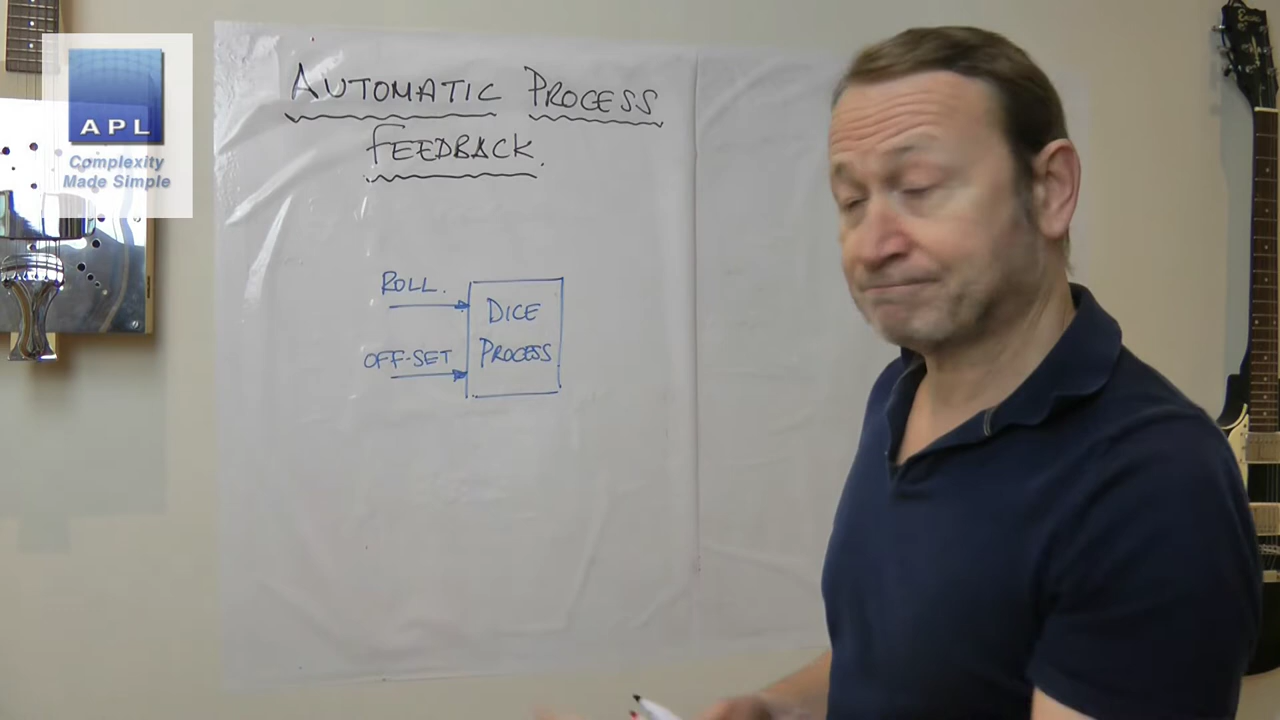 APL
Complexity
Made Simple
AUTOMATIC PROCESS
FEEDBACK.
ROLL.
OFF-SET
DICE
PROCESS